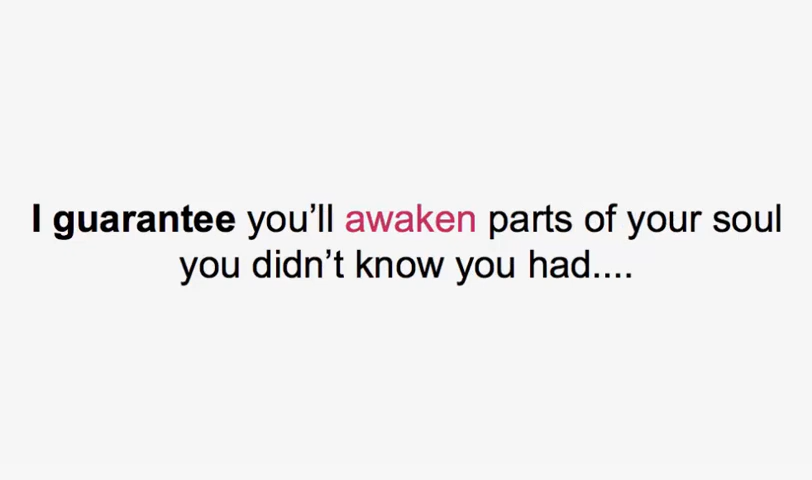 I guarantee you’ll awaken parts of your soul
you didn’t know you had....